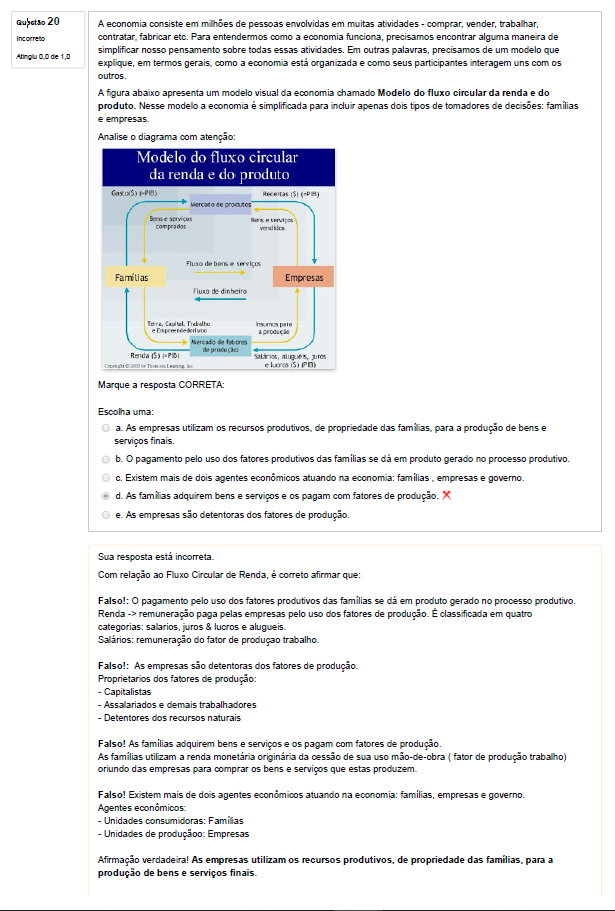 Questão 20
Incorreto
Atingiu 0,0 de 1,0
A economia consiste em milhões de pessoas envolvidas em muitas atividades - comprar, vender, trabalhar,
contratar, fabricar etc. Para entendermos como a economia funciona, precisamos encontrar alguma maneira de
simplificar nosso pensamento sobre todas essas atividades. Em outras palavras, precisamos de um modelo que
explique, em termos gerais, como a economia está organizada e como seus participantes interagem uns com os
outros.
A figura abaixo apresenta um modelo visual da economia chamado Modelo do fluxo circular da renda e do
produto. Nesse modelo a economia é simplificada para incluir apenas dois tipos de tomadores de decisões: famílias
e empresas.
Analise o diagrama com atenção:
Modelo do fluxo circular
da renda e do produto
Gasto($) (=PIB)
Receitas ($) (=PIB)
Mercado de produtos
Bens e serviços
comprados
Bens e serviços
vendidos
Fluxo de bens e serviços
Famílias
Empresas
Fluxo de dinheiro
Terra, Capital, Trabalho
e Empreendedorismo
Insumos para
a produção
Mercado de fatores
de produção
Renda ($) (=PIB)
Salários, aluguéis, juros
e lucros ($) (PIB)
Copyright © 2002 by Thomson Learning, Inc.
Marque a resposta CORRETA:
Escolha uma:
a. As empresas utilizam os recursos produtivos, de propriedade das famílias, para a produção de bens e
serviços finais.
b. O pagamento pelo uso dos fatores produtivos das famílias se dá em produto gerado no processo produtivo.
c. Existem mais de dois agentes econômicos atuando na economia: famílias , empresas e governo.
d. As famílias adquirem bens e serviços e os pagam com fatores de produção.
e. As empresas são detentoras dos fatores de produção.
Sua resposta está incorreta.
Com relação ao Fluxo Circular de Renda, é correto afirmar que:
Falso!: O pagamento pelo uso dos fatores produtivos das famílias se dá em produto gerado no processo produtivo.
Renda -> remuneração paga pelas empresas pelo uso dos fatores de produção. É classificada em quatro
categorias: salarios, juros & lucros e alugueis.
Salários: remuneração do fator de produçao trabalho.
Falso!: As empresas são detentoras dos fatores de produção.
Proprietarios dos fatores de produção:
- Capitalistas
- Assalariados e demais trabalhadores
- Detentores dos recursos naturais
Falso! As famílias adquirem bens e serviços e os pagam com fatores de produção.
As famílias utilizam a renda monetária originária da cessão de sua uso mão-de-obra ( fator de produção trabalho)
oriundo das empresas para comprar os bens e serviços que estas produzem.
Falso! Existem mais de dois agentes econômicos atuando na economia: famílias, empresas e governo.
Agentes econômicos:
- Unidades consumidoras: Famílias
- Unidades de produçãoo: Empresas
Afirmação verdadeira! As empresas utilizam os recursos produtivos, de propriedade das famílias, para a
produção de bens e serviços finais.